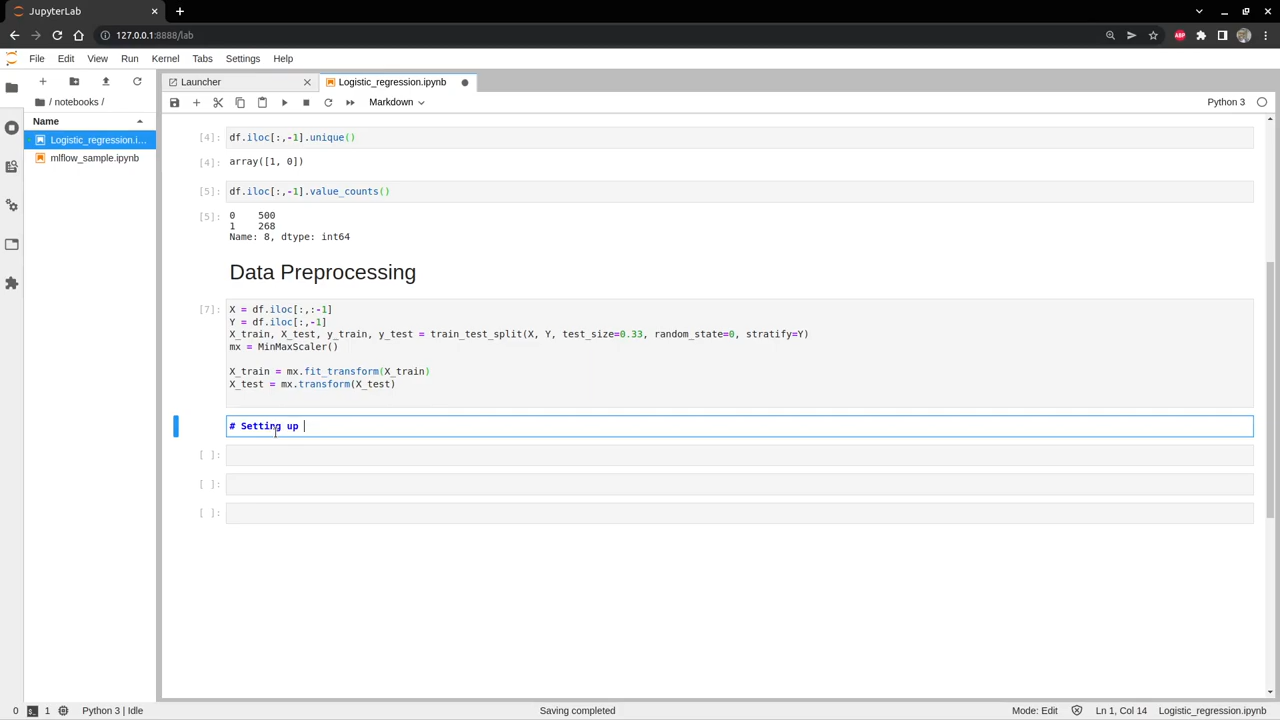 JupyterLab
127.0.0.1:8888/lab
ABP
File Edit View Run Kernel Tabs Settings Help
Launcher
Logistic_regression.ipynb
/ notebooks /
Markdown
Python 3
Name
Logistic_regression.i...
mlflow_sample.ipynb
[4]: df.iloc[:,-1].unique()
[4]: array([1, 0])
[5]: df.iloc[:,-1].value_counts()
[5]: 0    500
1    268
Name: 8, dtype: int64
Data Preprocessing
[7]: X = df.iloc[:,:-1]
Y = df.iloc[:,-1]
X_train, X_test, y_train, y_test = train_test_split(X, Y, test_size=0.33, random_state=0, stratify=Y)
mx = MinMaxScaler()
X_train = mx.fit_transform(X_train)
X_test = mx.transform(X_test)
# Setting up
[ ]:
[ ]:
[ ]:
0 1 Python 3 | Idle Saving completed Mode: Edit Ln 1, Col 14 Logistic_regression.ipynb